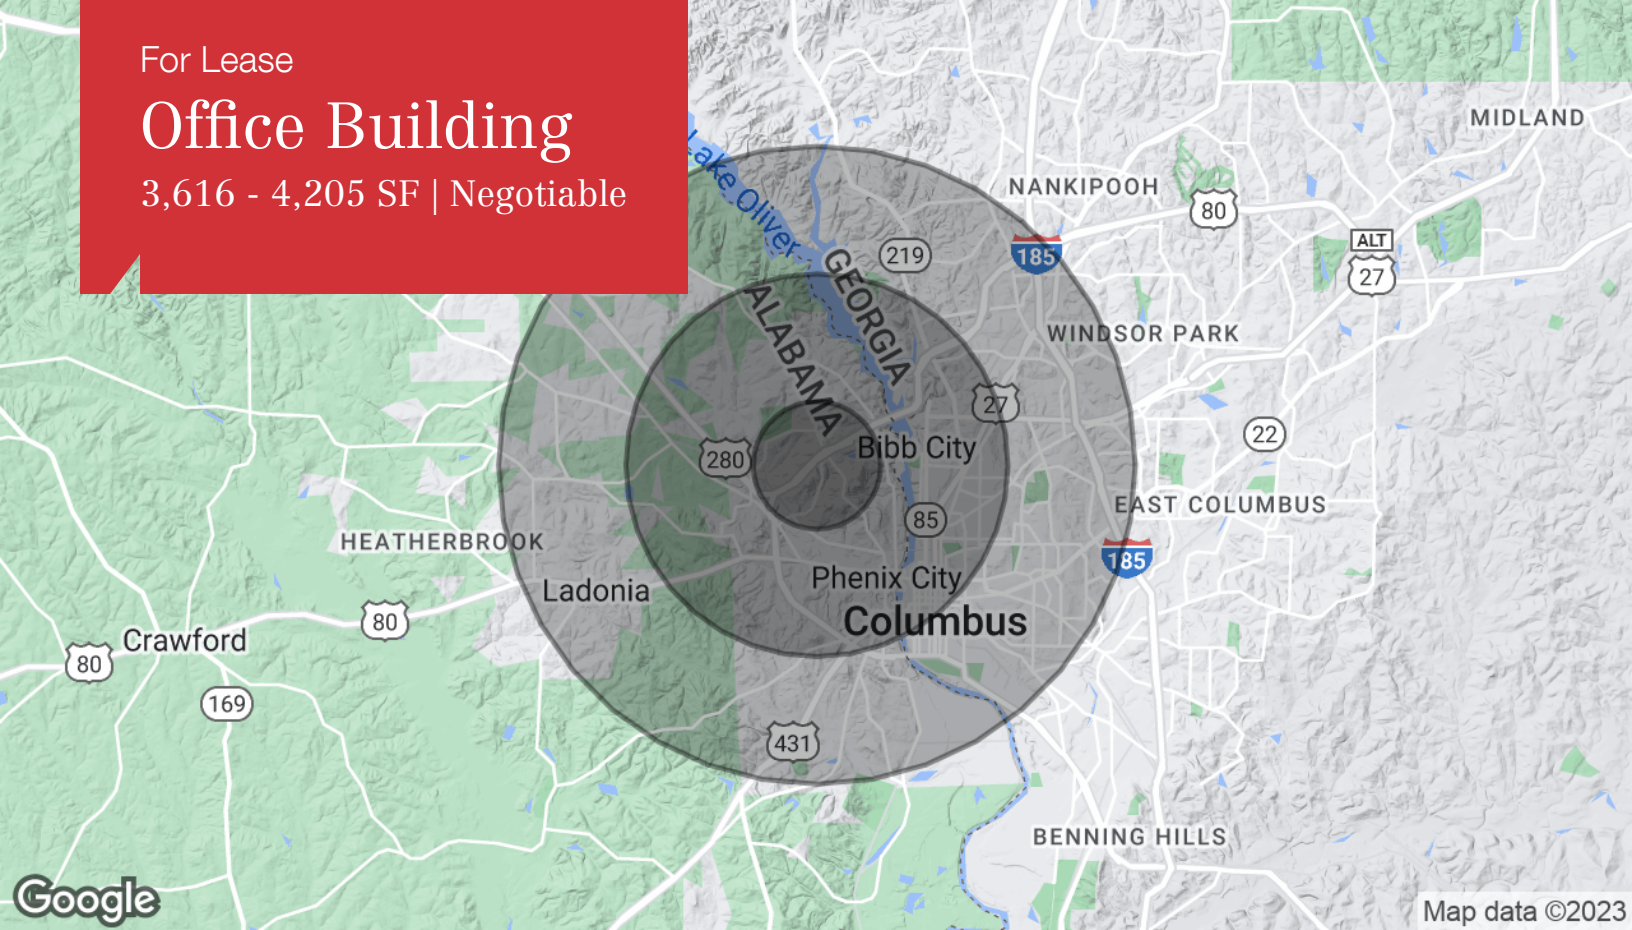 For Lease
Office Building
3,616 - 4,205 SF | Negotiable
MIDLAND
Lake Oliver
NANKIPOOH
80
219
185
ALT
27
GEORGIA
ALABAMA
WINDSOR PARK
27
22
280
Bibb City
EAST COLUMBUS
85
HEATHERBROOK
185
Ladonia
Phenix City
Columbus
80
Crawford
80
169
431
BENNING HILLS
Google
Map data ©2023